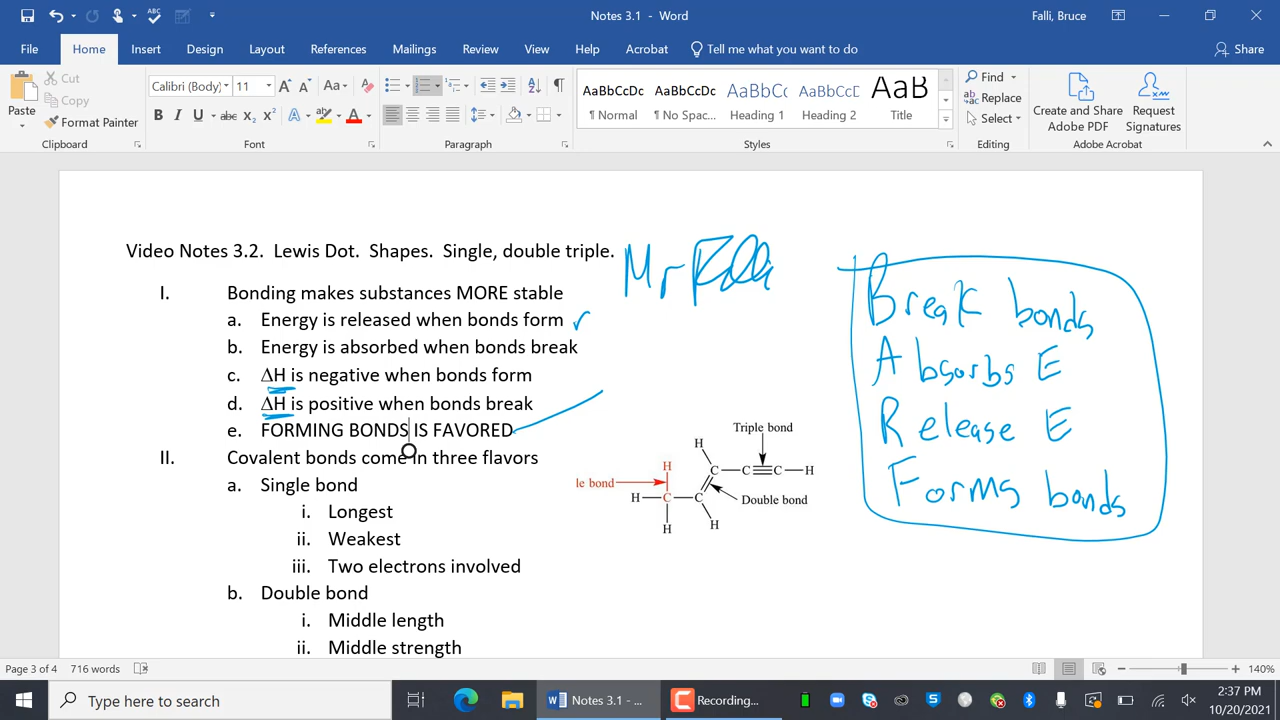 Notes 3.1 - Word
Falli, Bruce
File Home Insert Design Layout References Mailings Review View Help Acrobat Tell me what you want to do Share
Paste
Cut
Copy
Format Painter
Clipboard
Calibri (Body) 11
B I U abc X₂ X²
Font
Paragraph
AaBbCcDc AaBbCcDc AaBbCc AaBbCcD AaB
¶ Normal ¶ No Spac... Heading 1 Heading 2 Title
Styles
Find
Replace
Select
Editing
Create and Share Adobe PDF
Request Signatures
Adobe Acrobat
Video Notes 3.2. Lewis Dot. Shapes. Single, double triple.
Mr Falli
I. Bonding makes substances MORE stable
a. Energy is released when bonds form
b. Energy is absorbed when bonds break
c. ΔH is negative when bonds form
d. ΔH is positive when bonds break
e. FORMING BONDS IS FAVORED
II. Covalent bonds come in three flavors
a. Single bond
i. Longest
ii. Weakest
iii. Two electrons involved
b. Double bond
i. Middle length
ii. Middle strength
Triple bond
H
H C C≡C H
le bond
H C C
Double bond
H H
Break bonds
Absorbs E
Release E
Forms bonds
Page 3 of 4 716 words
140%
Type here to search
Notes 3.1 - ...
Recording...
2:37 PM
10/20/2021